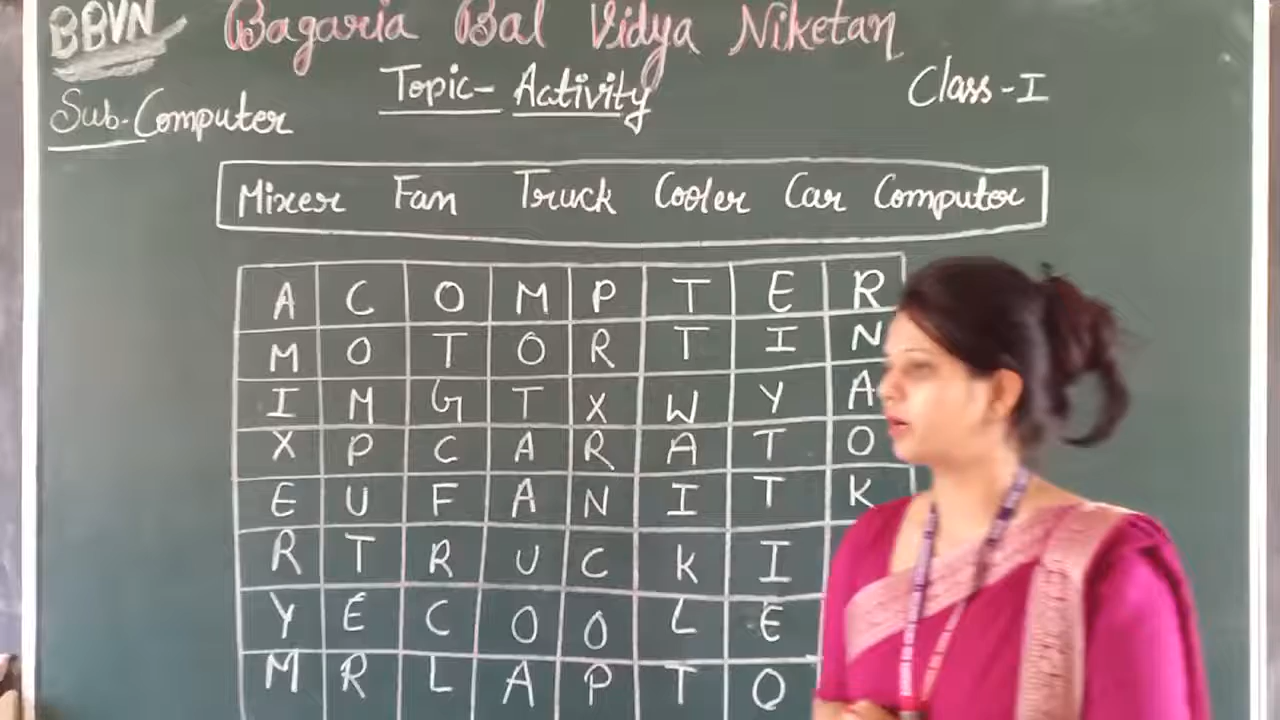 BBVN Bagaria Bal Vidya Niketan
Sub-Computer Topic- Activity Class-I
Mixer Fan Truck Cooler Car Computer
A C O M P T E R
M O T O R T I N
I M G T X W Y A
X P C A R A T O
E U F A N I T K
R T R U C K I
Y E C O O L E
M R L A P T O